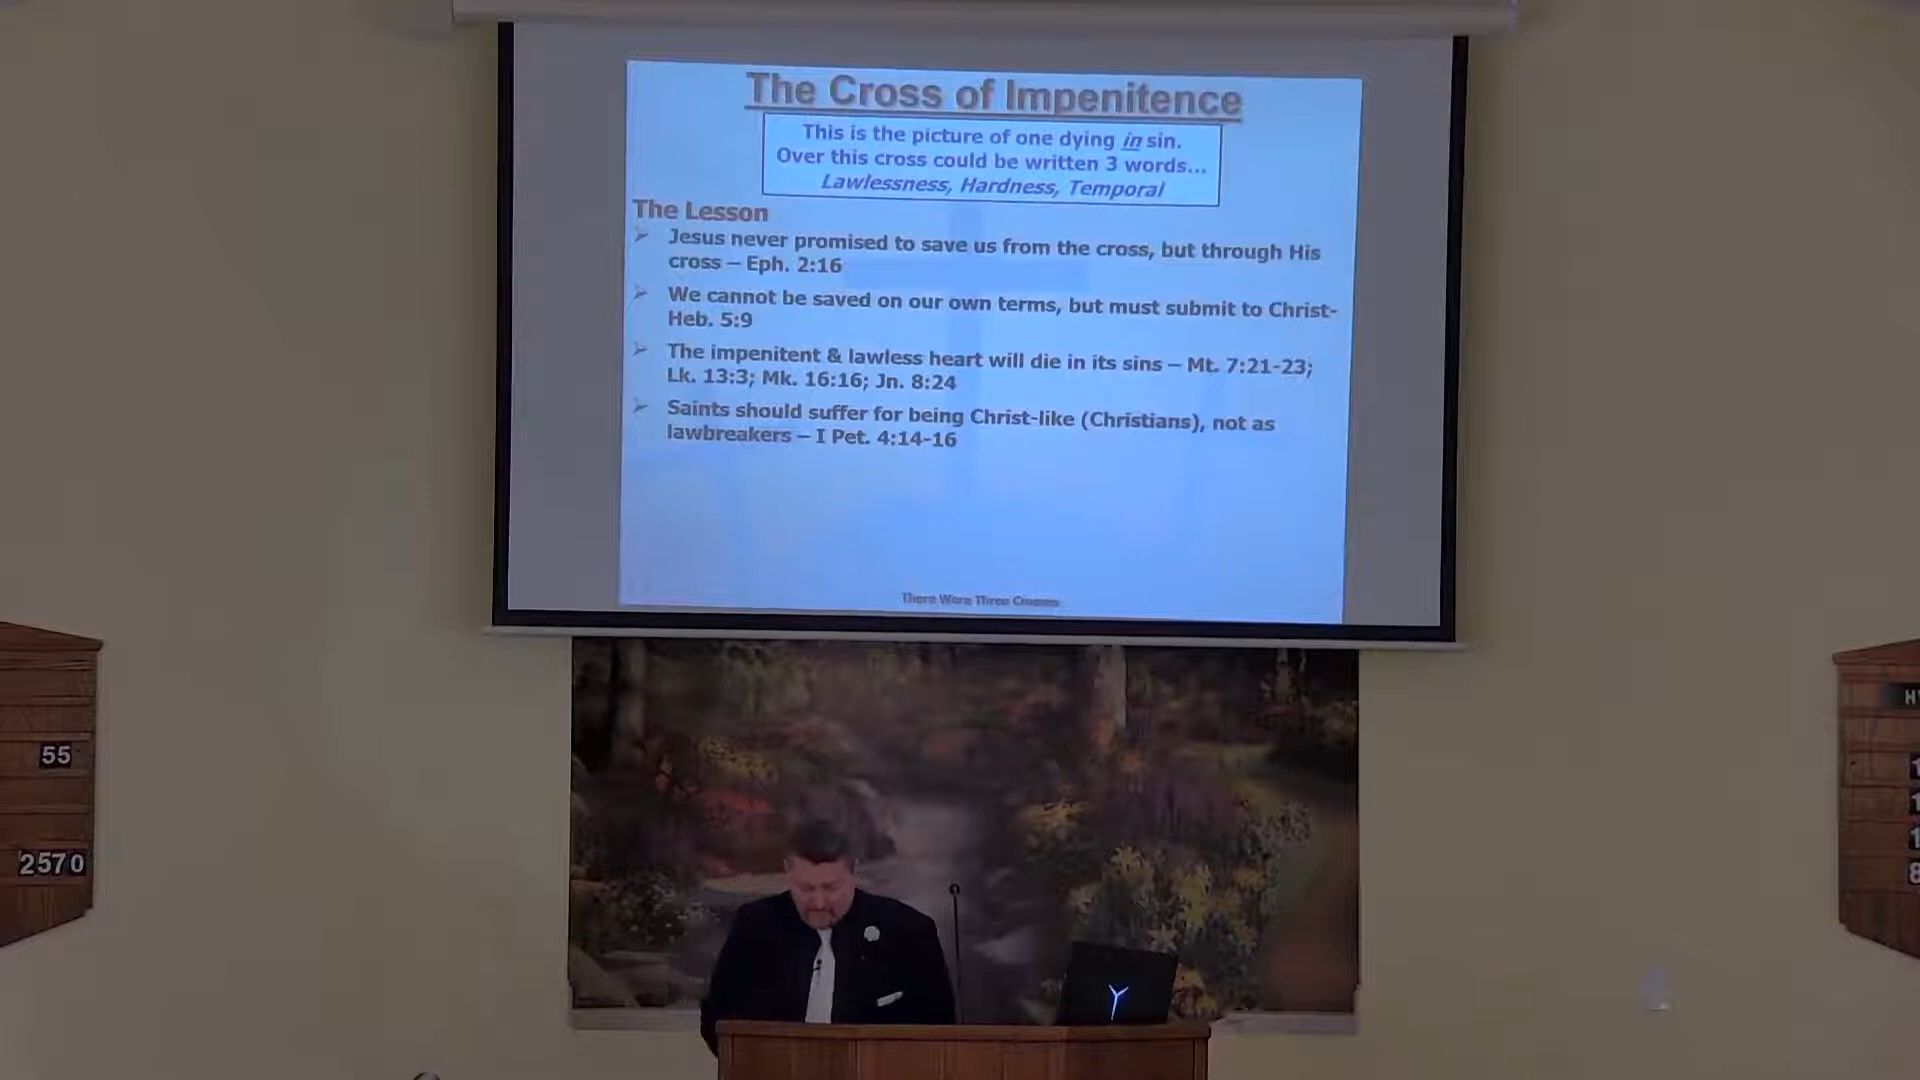 The Cross of Impenitence
This is the picture of one dying in sin.
Over this cross could be written 3 words...
Lawlessness, Hardness, Temporal
The Lesson
Jesus never promised to save us from the cross, but through His
cross – Eph. 2:16
We cannot be saved on our own terms, but must submit to Christ-
Heb. 5:9
The impenitent & lawless heart will die in its sins – Mt. 7:21-23;
Lk. 13:3; Mk. 16:16; Jn. 8:24
Saints should suffer for being Christ-like (Christians), not as
lawbreakers – I Pet. 4:14-16
There Were Three Crosses
55
2570